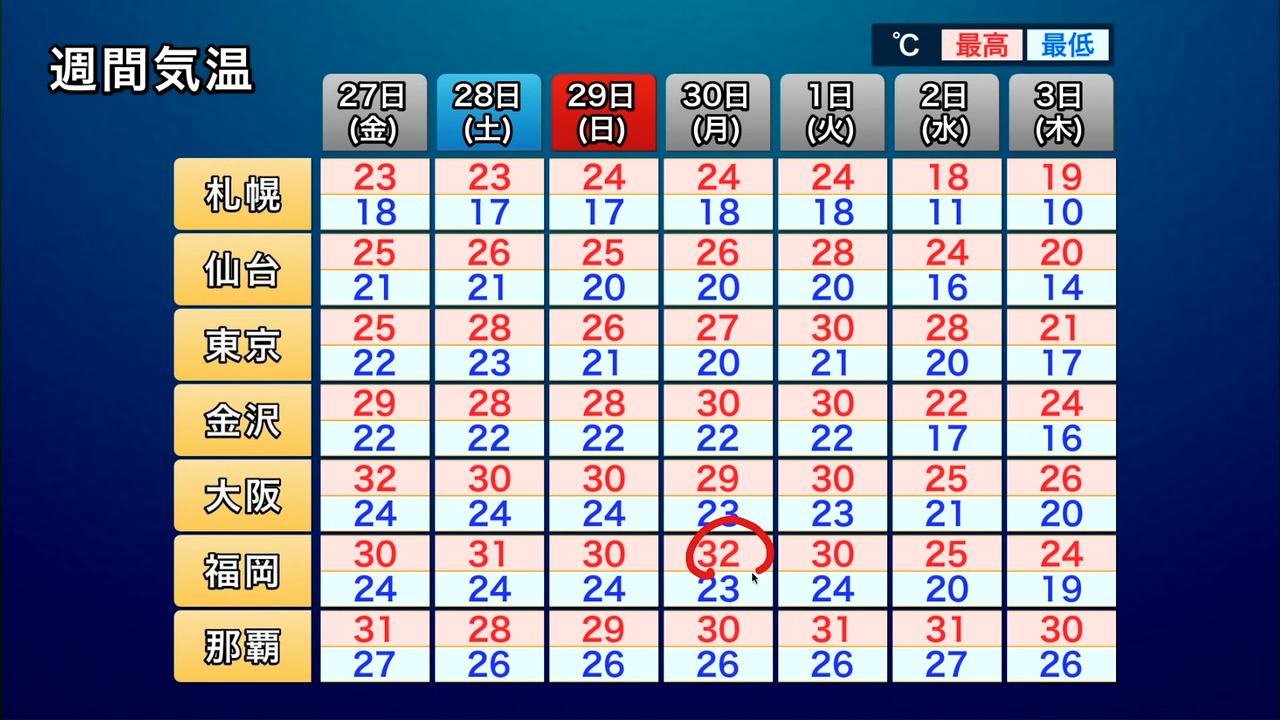 週間気温
℃ 最高 最低
27日 28日 29日 30日 1日 2日 3日
(金) (土) (日) (月) (火) (水) (木)
札幌 23 23 24 24 24 18 19
18 17 17 18 18 11 10
仙台 25 26 25 26 28 24 20
21 21 20 20 20 16 14
東京 25 28 26 27 30 28 21
22 23 21 20 21 20 17
金沢 29 28 28 30 30 22 24
22 22 22 22 22 17 16
大阪 32 30 30 29 30 25 26
24 24 24 23 23 21 20
福岡 30 31 30 32 30 25 24
24 24 24 23 24 20 19
那覇 31 28 29 30 31 31 30
27 26 26 26 26 27 26